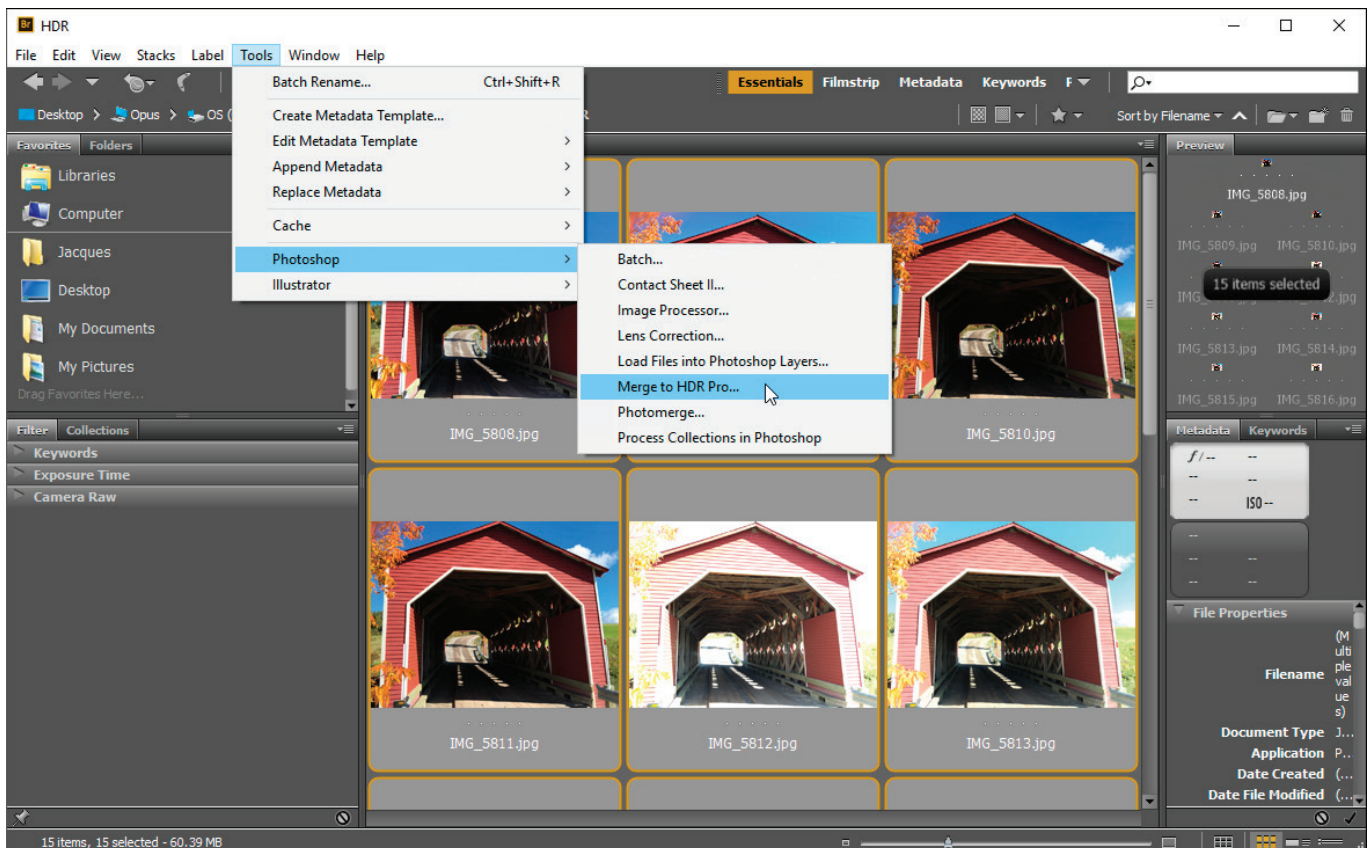 Br HDR
File Edit View Stacks Label Tools Window Help
Essentials Filmstrip Metadata Keywords F
Desktop > Opus > OS (
Sort by Filename
Batch Rename... Ctrl+Shift+R
Create Metadata Template...
Edit Metadata Template >
Append Metadata >
Replace Metadata >
Cache >
Photoshop >
Illustrator >
Batch...
Contact Sheet II...
Image Processor...
Lens Correction...
Load Files into Photoshop Layers...
Merge to HDR Pro...
Photomerge...
Process Collections in Photoshop
Favorites Folders
Libraries
Computer
Jacques
Desktop
My Documents
My Pictures
Drag Favorites Here...
Filter Collections
Keywords
Exposure Time
Camera Raw
IMG_5808.jpg
IMG_5810.jpg
IMG_5811.jpg
IMG_5812.jpg
IMG_5813.jpg
Preview
IMG_5808.jpg
IMG_5809.jpg IMG_5810.jpg
15 items selected
IMG_5813.jpg IMG_5814.jpg
IMG_5815.jpg IMG_5816.jpg
Metadata Keywords
f/-- --
-- --
-- ISO --
--
-- --
-- --
File Properties
Filename (Multiple values)
Document Type J...
Application P...
Date Created (...
Date File Modified (...
15 items, 15 selected - 60.39 MB